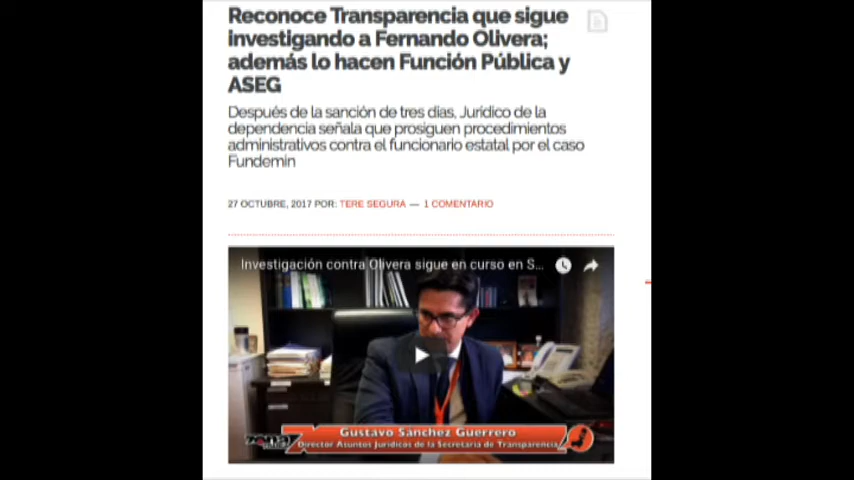 Reconoce Transparencia que sigue
investigando a Fernando Olivera;
además lo hacen Función Pública y
ASEG
Después de la sanción de tres días, Jurídico de la
dependencia señala que prosiguen procedimientos
administrativos contra el funcionario estatal por el caso
Fundemin
27 OCTUBRE, 2017 POR: TERE SEGURA — 1 COMENTARIO
Investigación contra Olivera sigue en curso en S...
Gustavo Sánchez Guerrero
Director Asuntos Jurídicos de la Secretaría de Transparencia